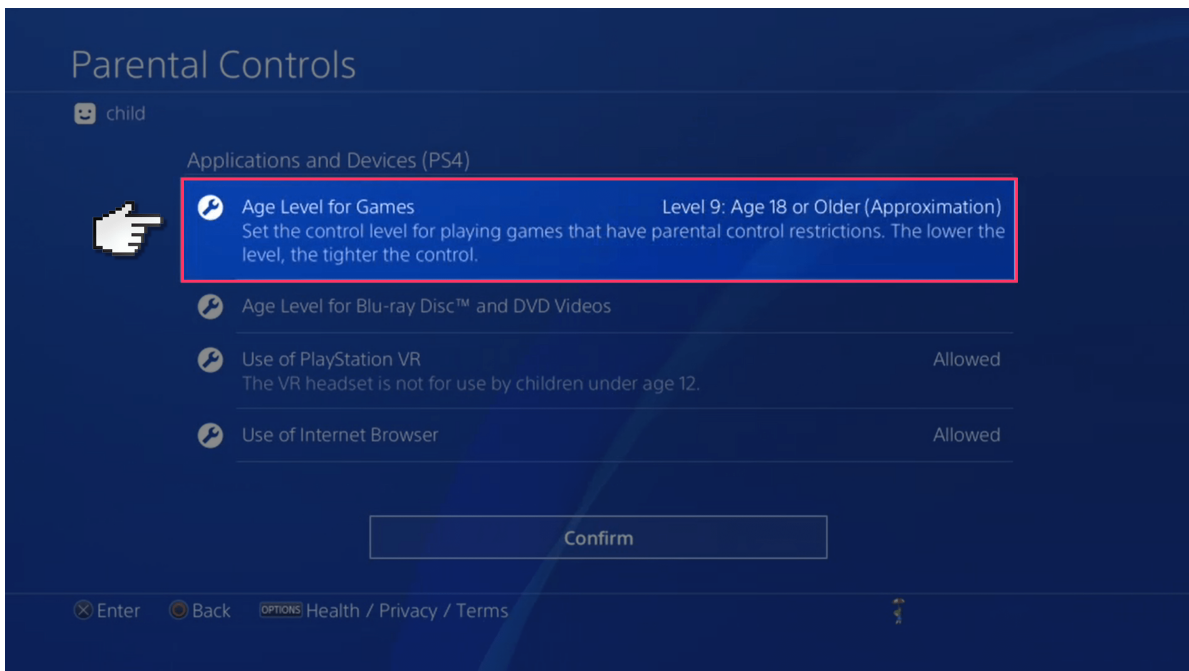 Parental Controls
child
Applications and Devices (PS4)
Age Level for Games Level 9: Age 18 or Older (Approximation)
Set the control level for playing games that have parental control restrictions. The lower the
level, the tighter the control.
Age Level for Blu-ray Disc™ and DVD Videos
Use of PlayStation VR Allowed
The VR headset is not for use by children under age 12.
Use of Internet Browser Allowed
Confirm
Enter Back OPTIONS Health / Privacy / Terms